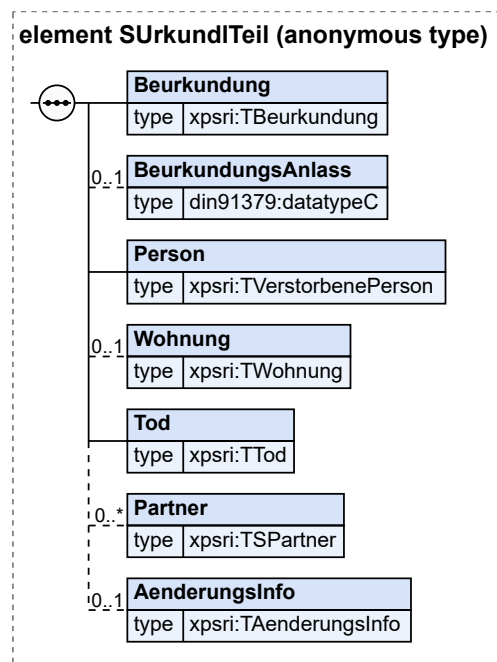 element SUrkundlTeil (anonymous type)
Beurkundung
type xpsri:TBeurkundung
0..1
BeurkundungsAnlass
type din91379:datatypeC
Person
type xpsri:TVerstorbenePerson
0..1
Wohnung
type xpsri:TWohnung
Tod
type xpsri:TTod
0..*
Partner
type xpsri:TSPartner
0..1
AenderungsInfo
type xpsri:TAenderungsInfo